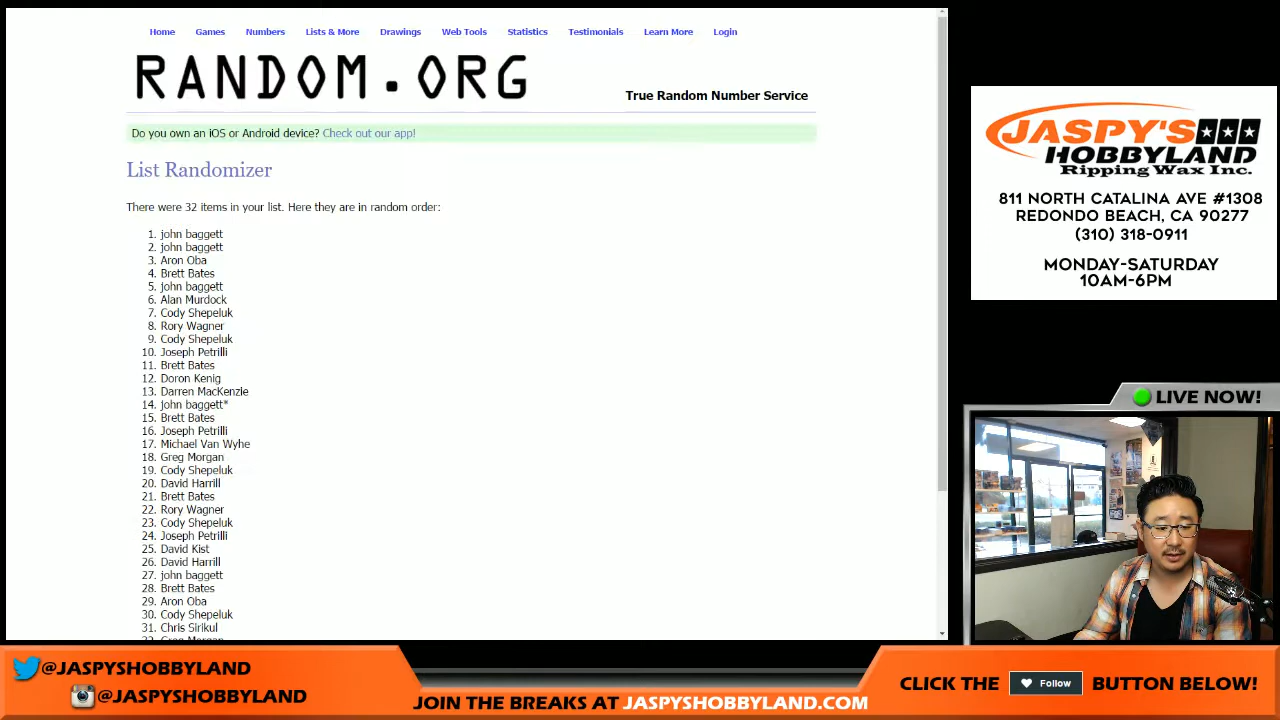 Home Games Numbers Lists & More Drawings Web Tools Statistics Testimonials Learn More Login
RANDOM.ORG
True Random Number Service
Do you own an iOS or Android device? Check out our app!
List Randomizer
There were 32 items in your list. Here they are in random order:
1. john baggett
2. john baggett
3. Aron Oba
4. Brett Bates
5. john baggett
6. Alan Murdock
7. Cody Shepeluk
8. Rory Wagner
9. Cody Shepeluk
10. Joseph Petrilli
11. Brett Bates
12. Doron Kenig
13. Darren MacKenzie
14. john baggett*
15. Brett Bates
16. Joseph Petrilli
17. Michael Van Wyhe
18. Greg Morgan
19. Cody Shepeluk
20. David Harrill
21. Brett Bates
22. Rory Wagner
23. Cody Shepeluk
24. Joseph Petrilli
25. David Kist
26. David Harrill
27. john baggett
28. Brett Bates
29. Aron Oba
30. Cody Shepeluk
31. Chris Sirikul
32. Greg Morgan
JASPY'S
HOBBYLAND
Ripping Wax Inc.
811 NORTH CATALINA AVE #1308
REDONDO BEACH, CA 90277
(310) 318-0911
MONDAY-SATURDAY
10AM-6PM
LIVE NOW!
@JASPYSHOBBYLAND
@JASPYSHOBBYLAND
JOIN THE BREAKS AT JASPYSHOBBYLAND.COM
CLICK THE Follow BUTTON BELOW!